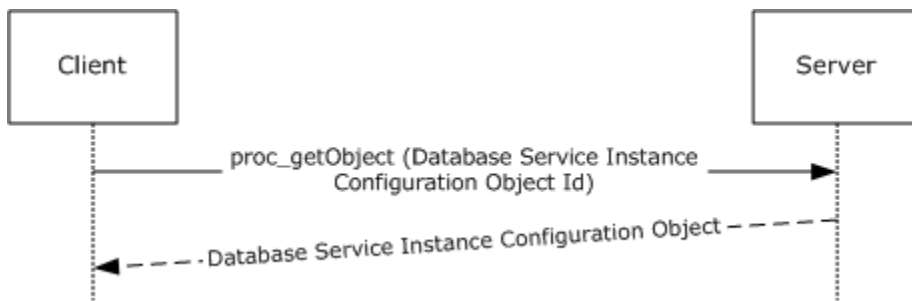 Client
Server
proc_getObject (Database Service Instance
Configuration Object Id)
Database Service Instance Configuration Object